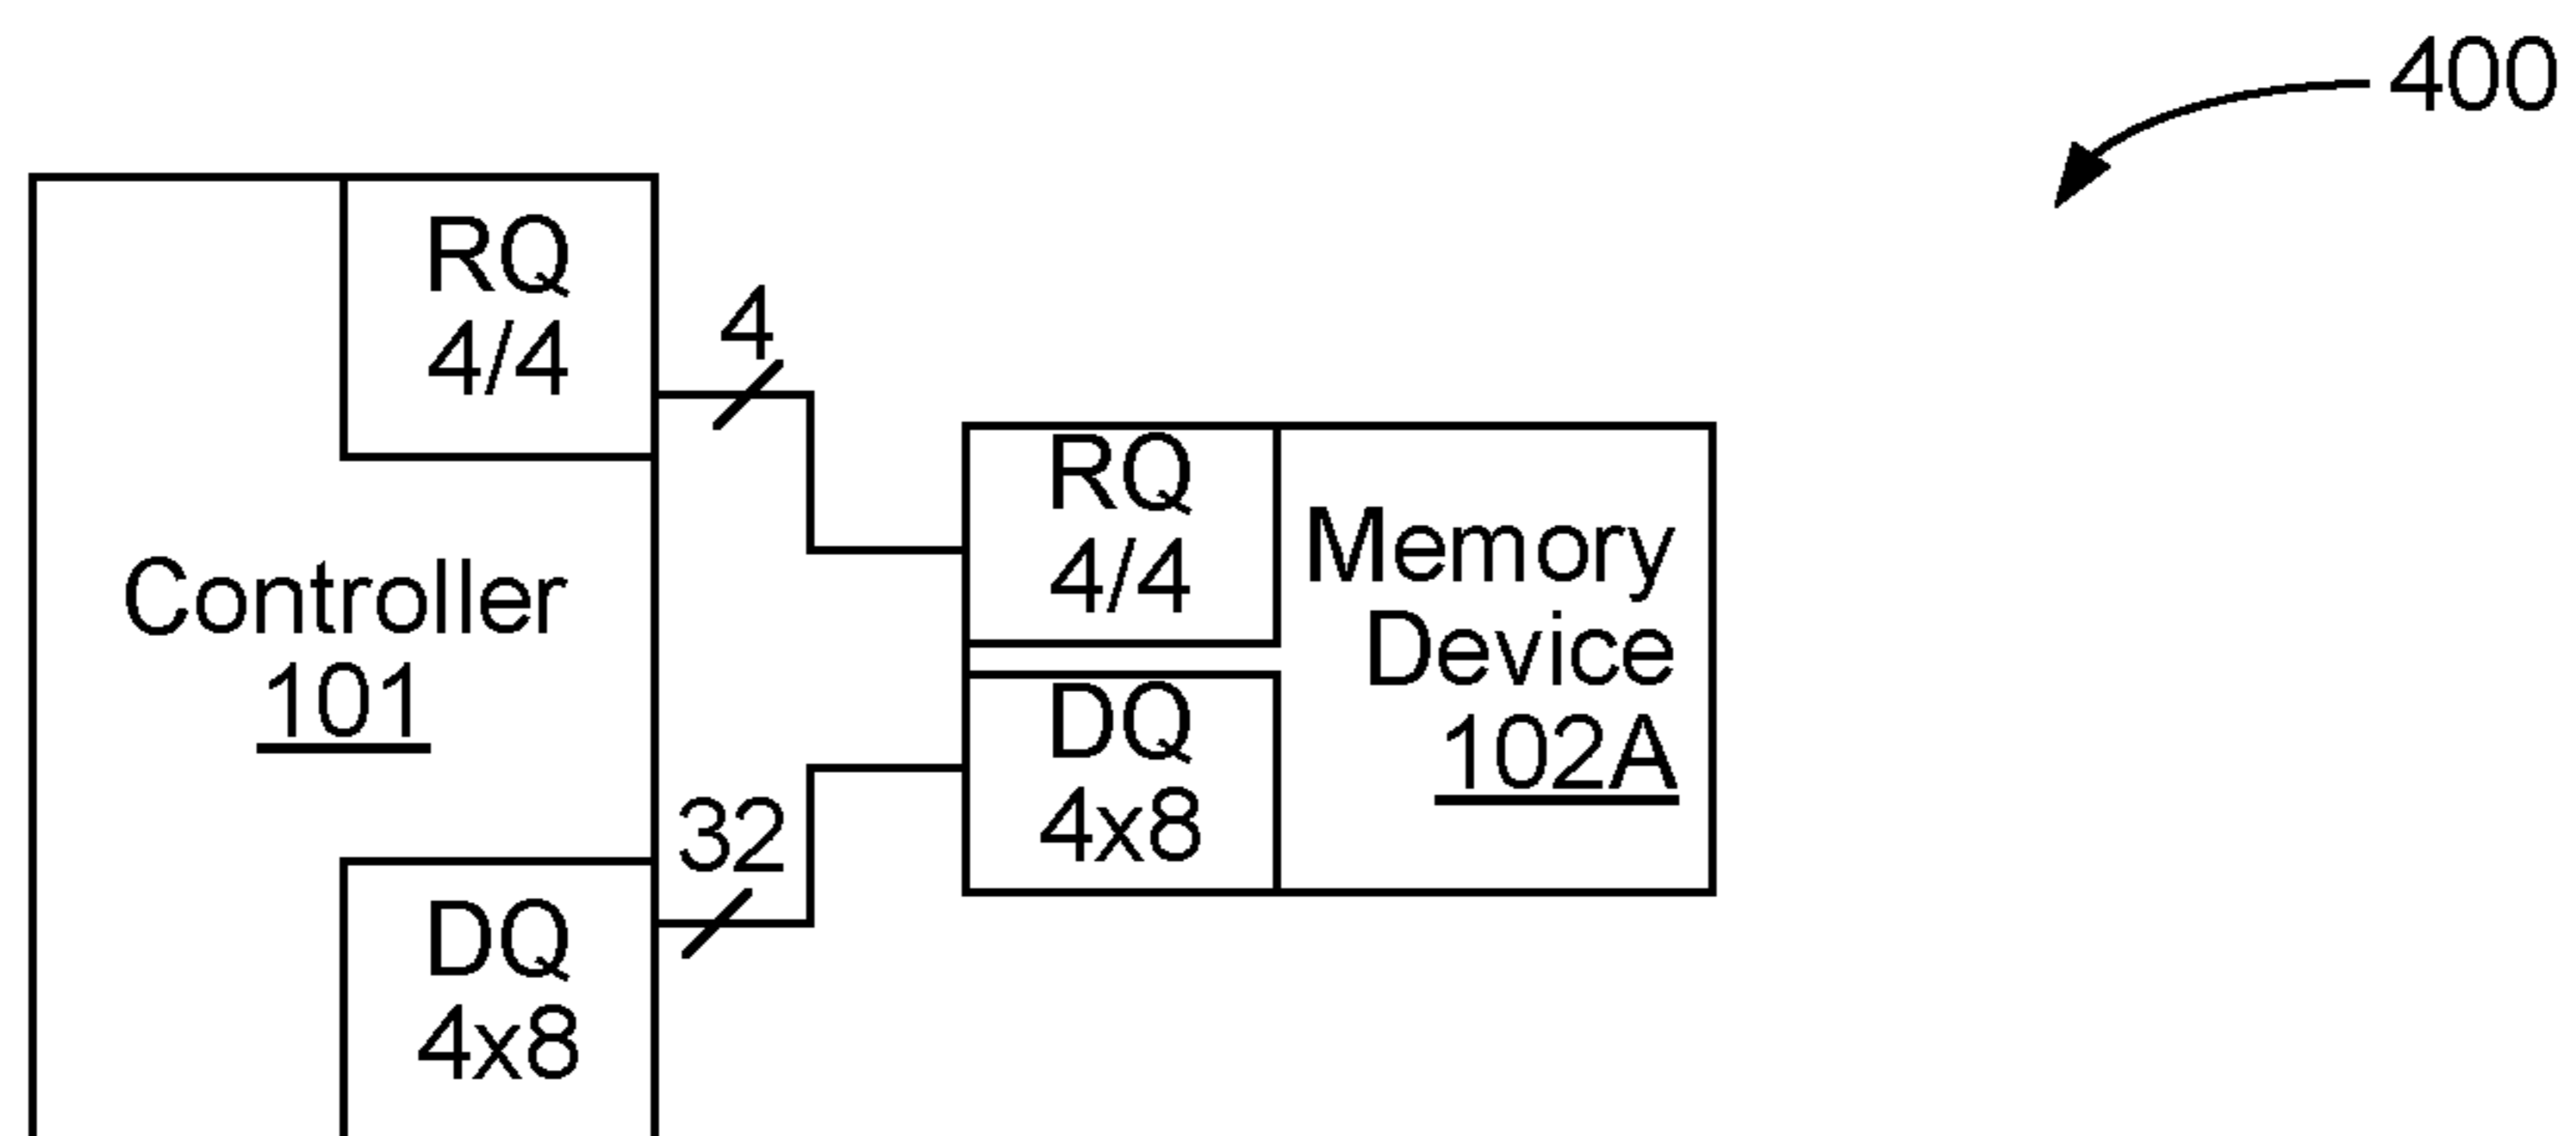 400
RQ
4/4
4
RQ
4/4
Memory
Device
102A
Controller
101
DQ
4x8
32
DQ
4x8